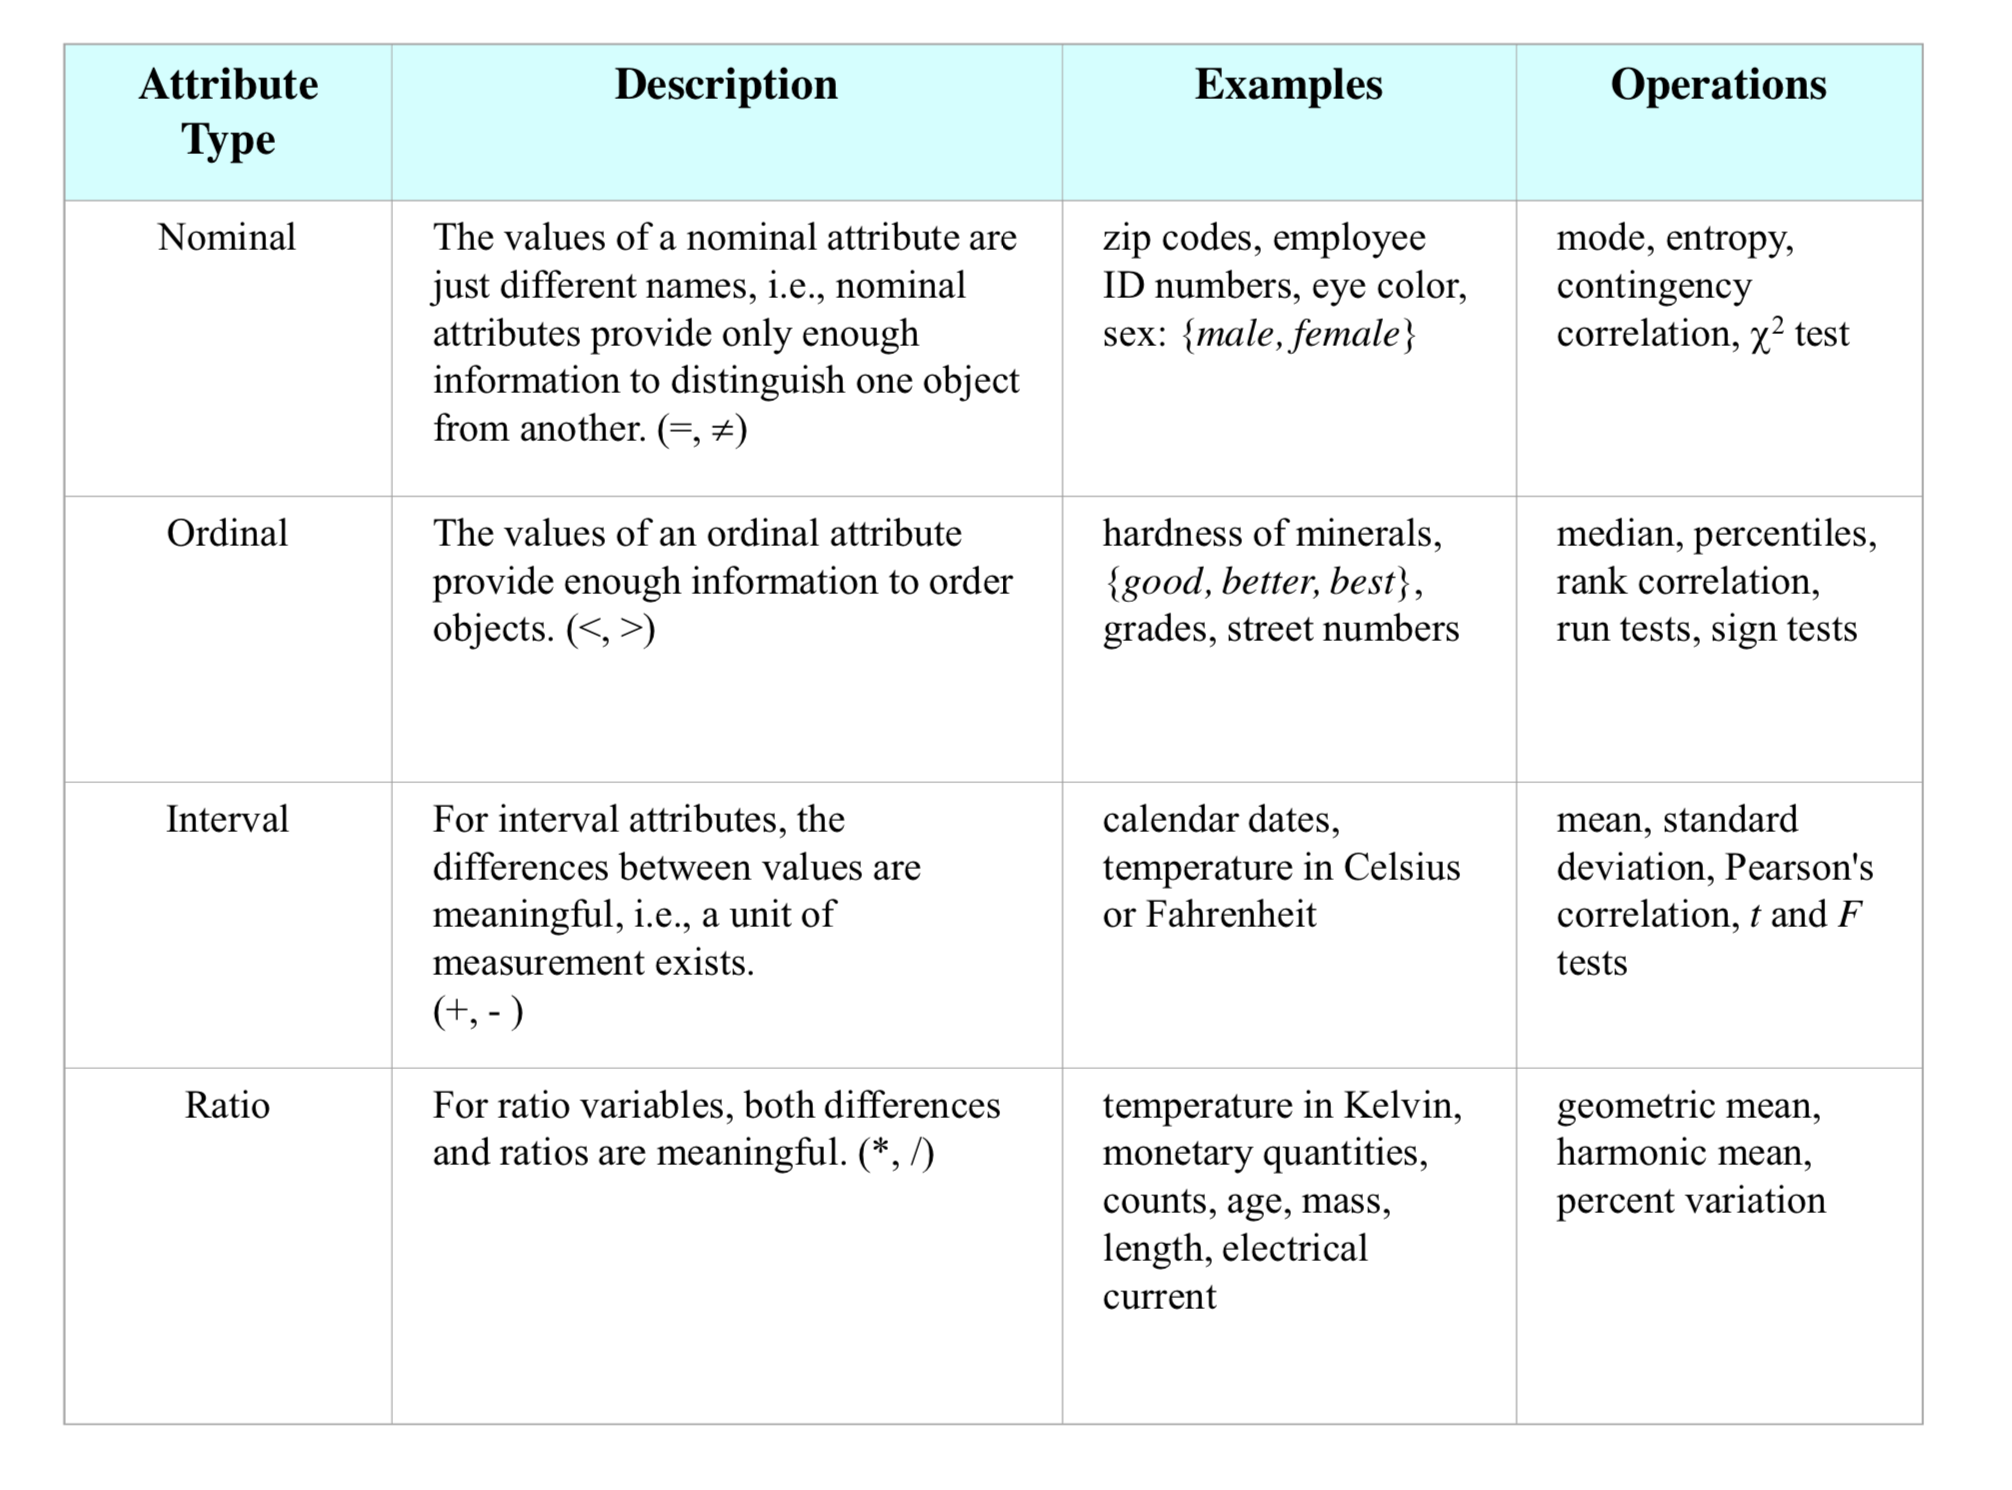 Attribute
Type
Description
Examples
Operations
Nominal
The values of a nominal attribute are
just different names, i.e., nominal
attributes provide only enough
information to distinguish one object
from another. (=, ≠)
zip codes, employee
ID numbers, eye color,
sex: {male, female}
mode, entropy,
contingency
correlation, χ² test
Ordinal
The values of an ordinal attribute
provide enough information to order
objects. (<, >)
hardness of minerals,
{good, better, best},
grades, street numbers
median, percentiles,
rank correlation,
run tests, sign tests
Interval
For interval attributes, the
differences between values are
meaningful, i.e., a unit of
measurement exists.
(+, - )
calendar dates,
temperature in Celsius
or Fahrenheit
mean, standard
deviation, Pearson's
correlation, t and F
tests
Ratio
For ratio variables, both differences
and ratios are meaningful. (*, /)
temperature in Kelvin,
monetary quantities,
counts, age, mass,
length, electrical
current
geometric mean,
harmonic mean,
percent variation